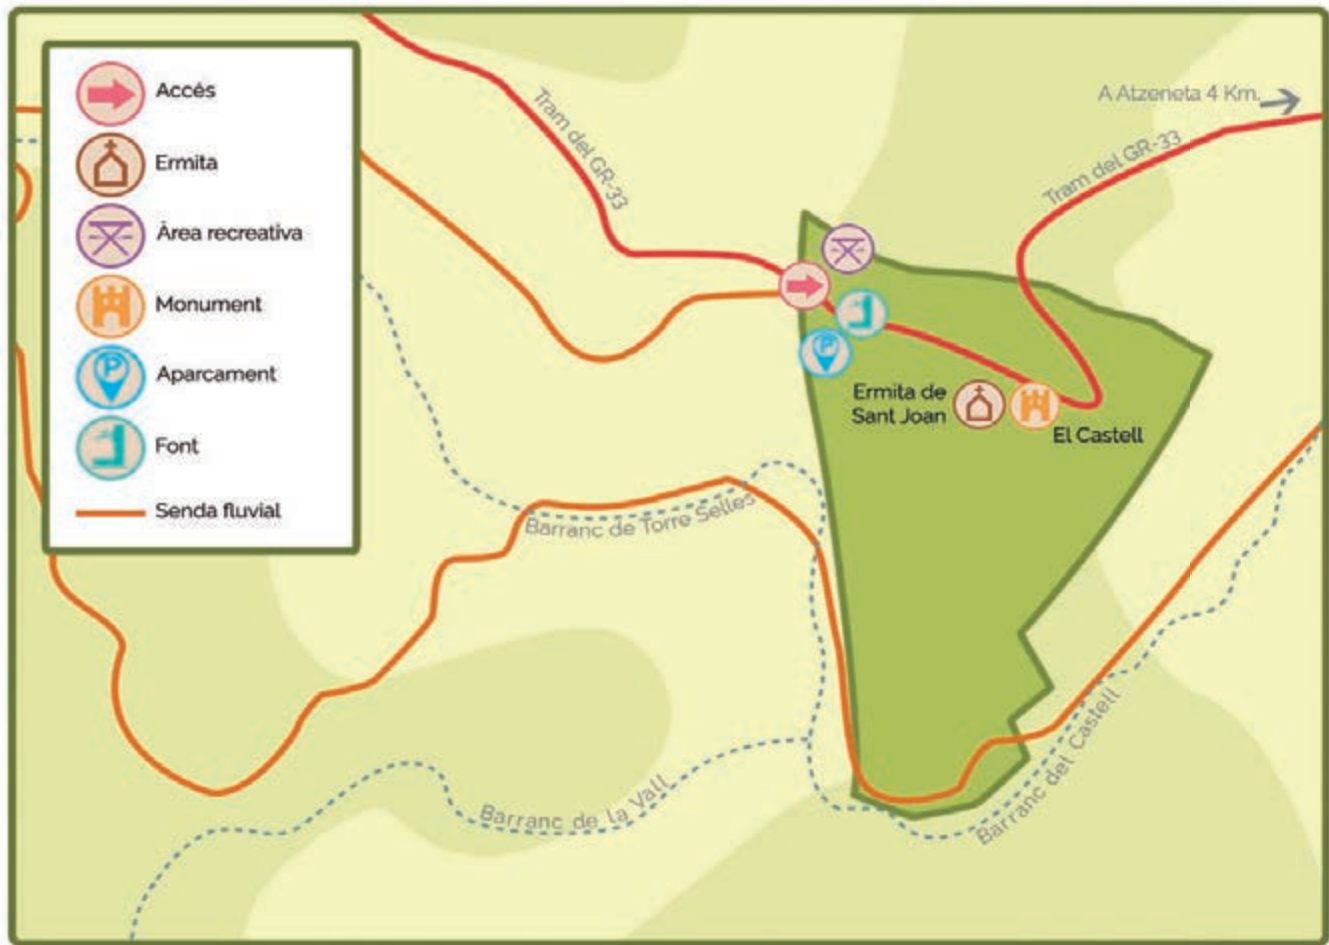 Accés
Ermita
Àrea recreativa
Monument
P
Aparcament
Font
Senda fluvial
Tram del GR-33
A Atzeneta 4 Km.
Tram del GR-33
P
Ermita de
Sant Joan
El Castell
Barranc de Torre Selles
Barranc de la Vall
Barranc del Castell